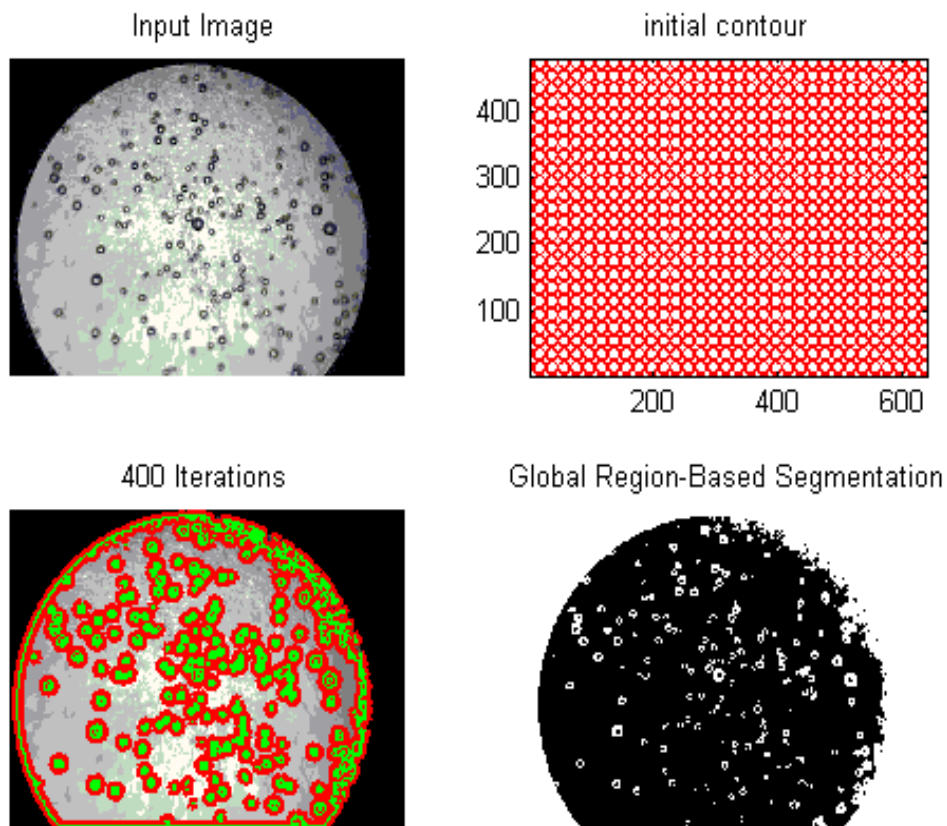 Input Image
initial contour
400
300
200
100
200 400 600
400 Iterations
Global Region-Based Segmentation